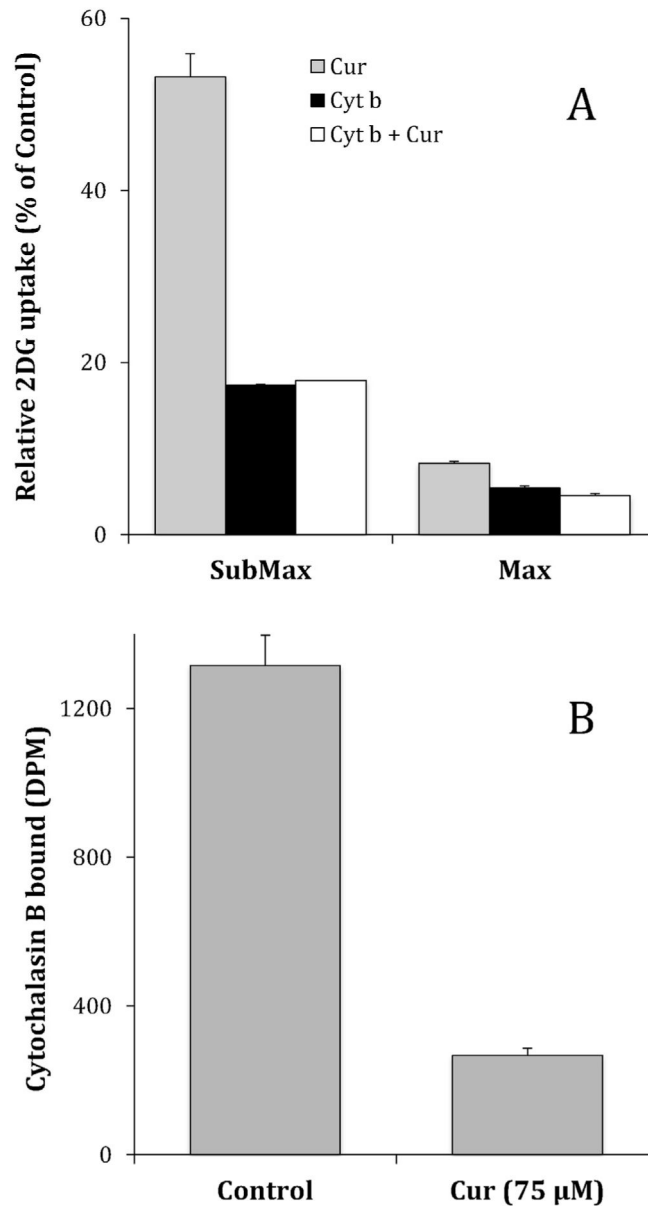 Relative 2DG uptake (% of Control)
60
40
20
0
Cur
Cyt b
Cyt b + Cur
A
SubMax
Max
Cytochalasin B bound (DPM)
1200
800
400
0
B
Control
Cur (75 µM)